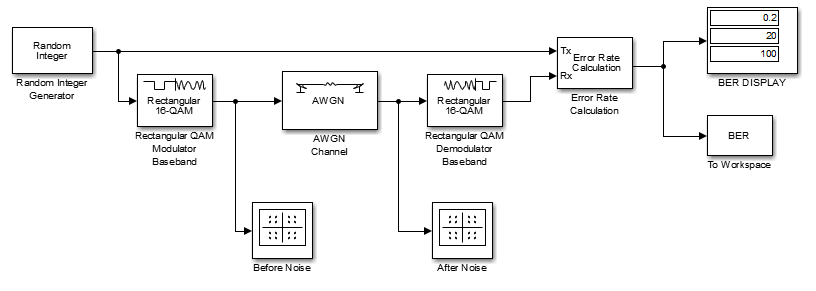 Random
Integer
Random Integer
Generator
Rectangular
16-QAM
Rectangular QAM
Modulator
Baseband
AWGN
AWGN
Channel
Rectangular
16-QAM
Rectangular QAM
Demodulator
Baseband
Tx
Rx
Error Rate
Calculation
Error Rate
Calculation
0.2
20
100
BER DISPLAY
BER
To Workspace
Before Noise
After Noise